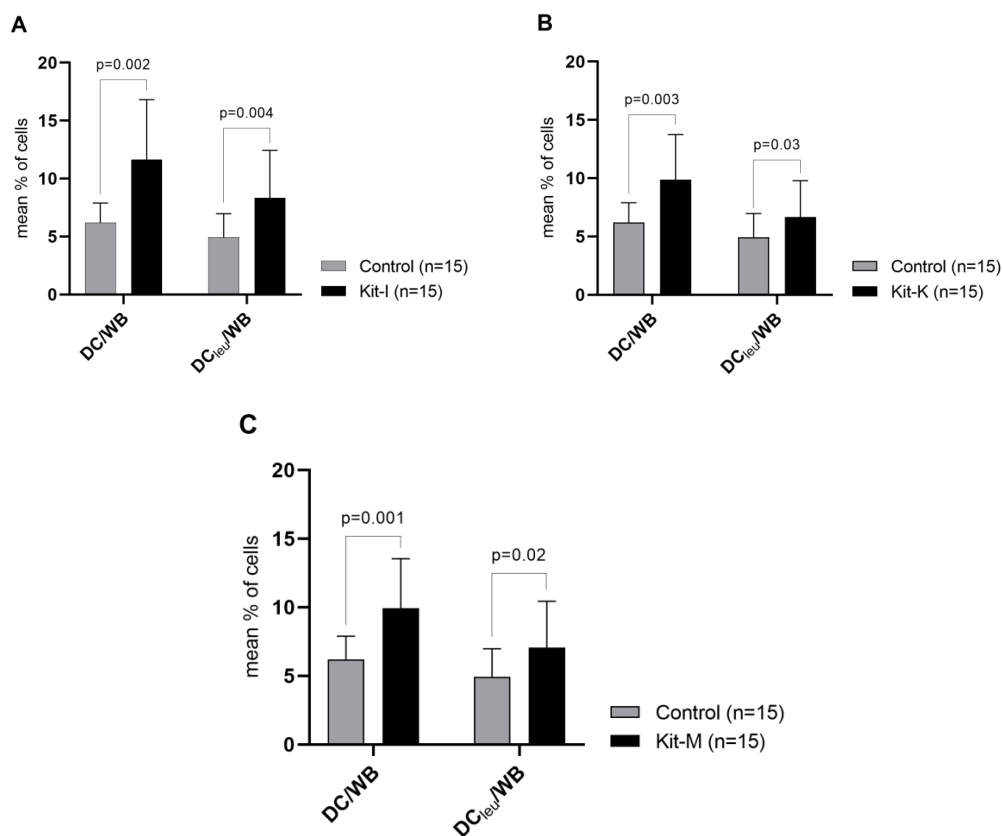 A
mean % of cells
20
15
10
5
0
p=0.002
p=0.004
DC/WB
DCleu/WB
Control (n=15)
Kit-I (n=15)
B
mean % of cells
20
15
10
5
0
p=0.003
p=0.03
DC/WB
DCleu/WB
Control (n=15)
Kit-K (n=15)
C
mean % of cells
20
15
10
5
0
p=0.001
p=0.02
DC/WB
DCleu/WB
Control (n=15)
Kit-M (n=15)